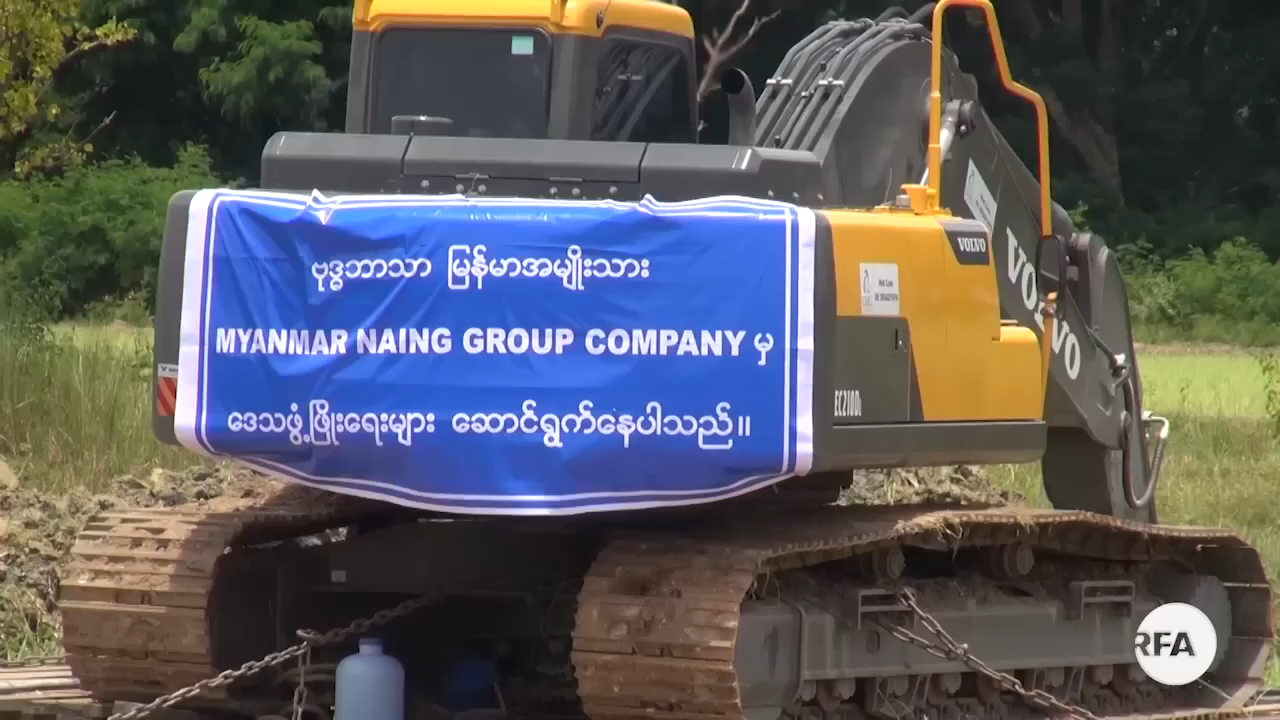 ဗုဒ္ဓဘာသာ မြန်မာအမျိုးသား
MYANMAR NAING GROUP COMPANY မှ
ဒေသဖွံ့ဖြိုးရေးများ ဆောင်ရွက်နေပါသည်။
VOLVO
VOLVO
EC210D
RFA